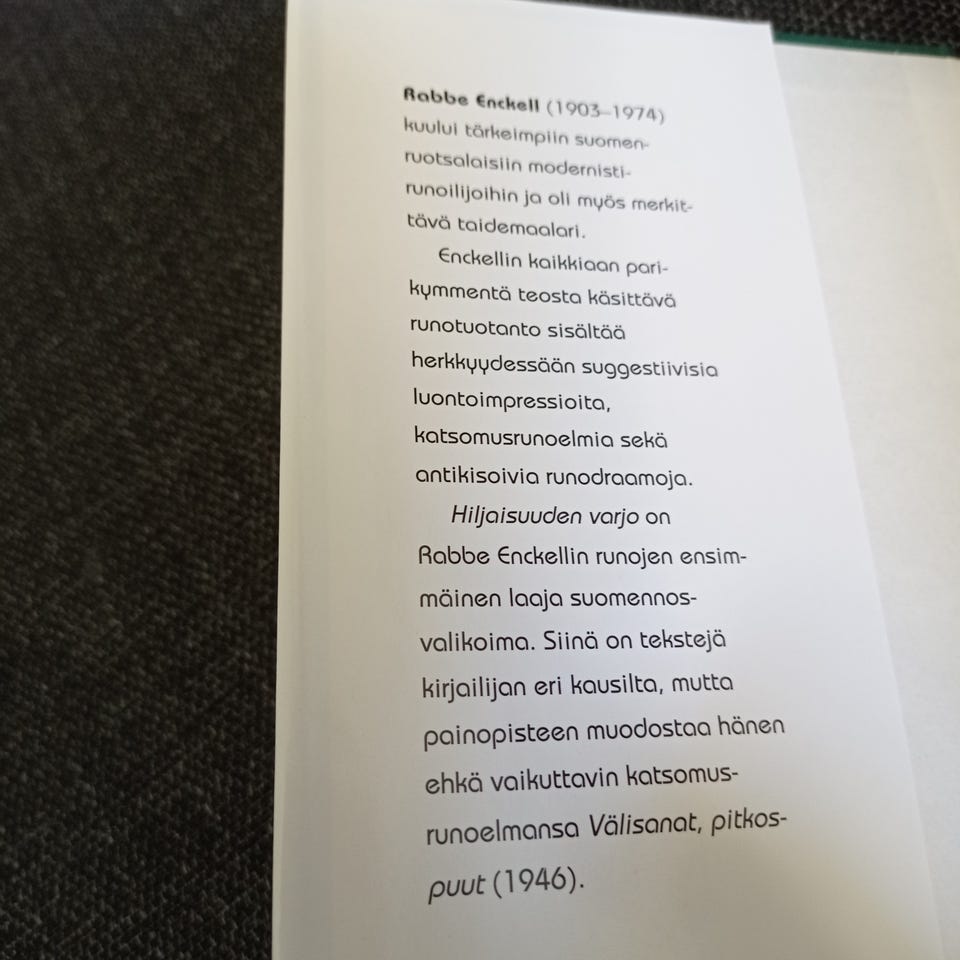 Rabbe Enckell (1903–1974)
kuului tärkeimpiin suomen-
ruotsalaisiin modernisti-
runoilijoihin ja oli myös merkit-
tävä taidemaalari.
Enckellin kaikkiaan pari-
kymmentä teosta käsittävä
runotuotanto sisältää
herkkyydessään suggestiivisia
luontoimpressioita,
katsomusrunoelmia sekä
antikisoivia runodraamoja.
Hiljaisuuden varjo on
Rabbe Enckellin runojen ensim-
mäinen laaja suomennos-
valikoima. Siinä on tekstejä
kirjailijan eri kausilta, mutta
painopisteen muodostaa hänen
ehkä vaikuttavin katsomus-
runoelmansa Välisanat, pitkos-
puut (1946).